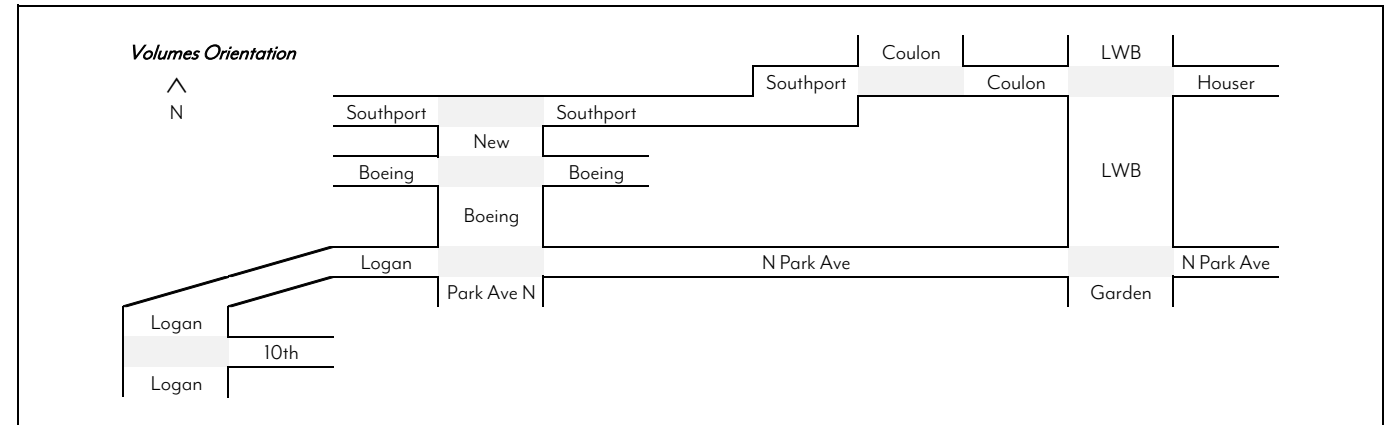 Volumes Orientation
N
Coulon LWB
Southport Coulon Houser
Southport Southport
New
Boeing Boeing LWB
Boeing
Logan N Park Ave N Park Ave
Park Ave N Garden
Logan
10th
Logan